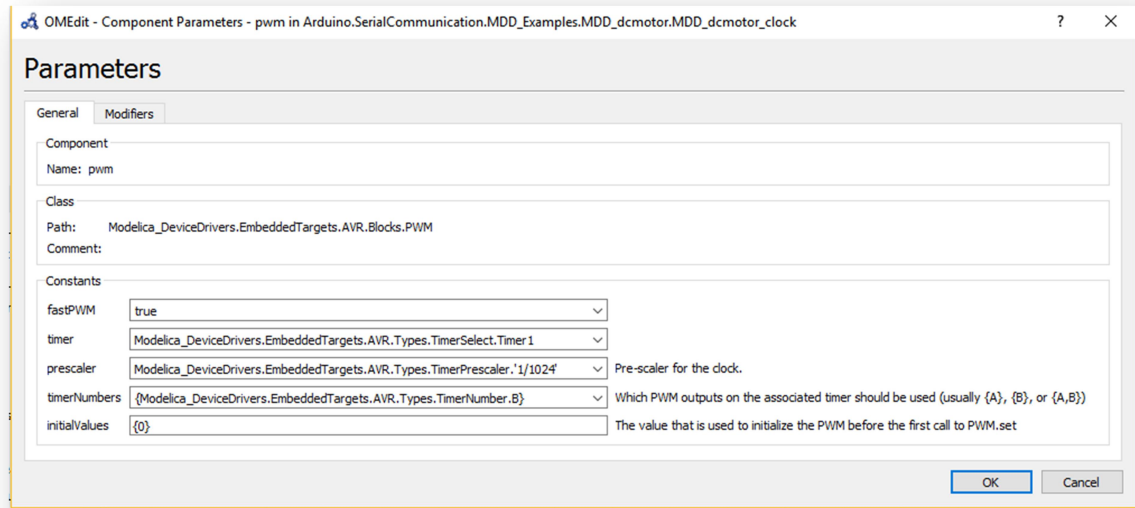 OMEdit - Component Parameters - pwm in Arduino.SerialCommunication.MDD_Examples.MDD_dcmotor.MDD_dcmotor_clock ? X
Parameters
General Modifiers
Component
Name: pwm
Class
Path: Modelica_DeviceDrivers.EmbeddedTargets.AVR.Blocks.PWM
Comment:
Constants
fastPWM true
timer Modelica_DeviceDrivers.EmbeddedTargets.AVR.Types.TimerSelect.Timer1
prescaler Modelica_DeviceDrivers.EmbeddedTargets.AVR.Types.TimerPrescaler.'1/1024' Pre-scaler for the clock.
timerNumbers {Modelica_DeviceDrivers.EmbeddedTargets.AVR.Types.TimerNumber.B} Which PWM outputs on the associated timer should be used (usually {A}, {B}, or {A,B})
initialValues {0} The value that is used to initialize the PWM before the first call to PWM.set
OK Cancel